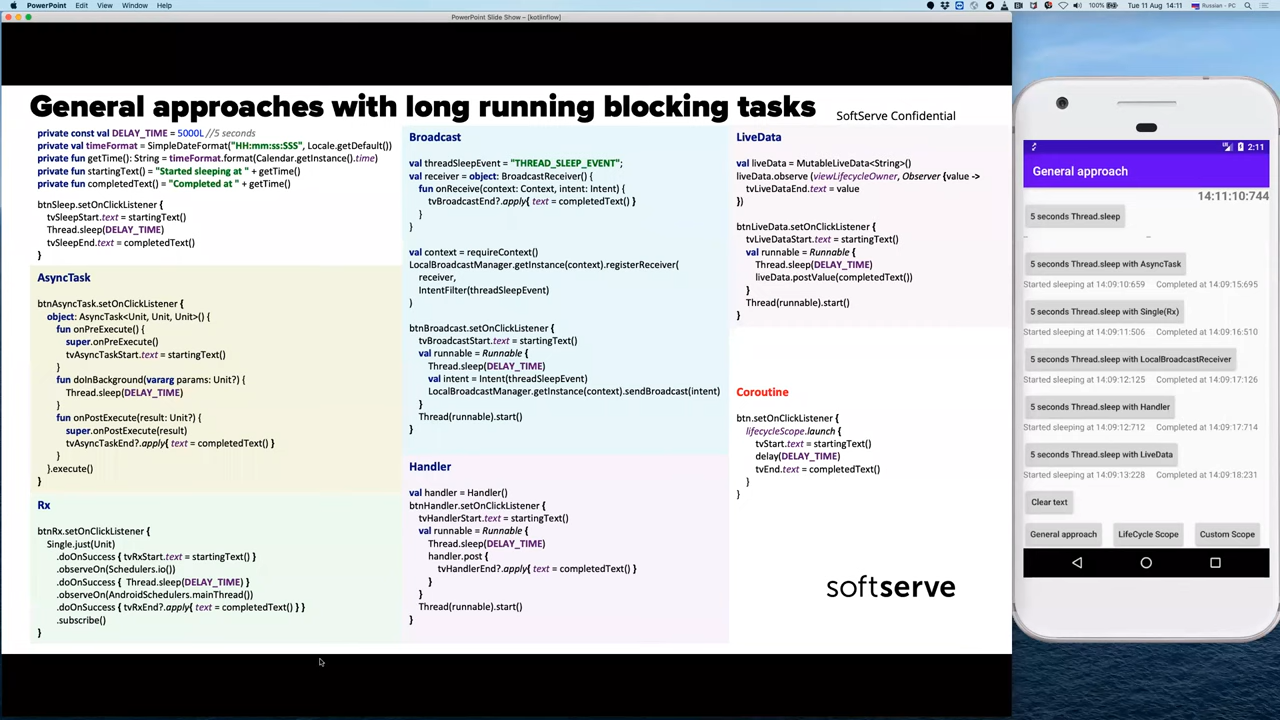 PowerPoint Edit View Window Help
100% Tue 11 Aug 14:11 Russian - PC
PowerPoint Slide Show - [kotlinflow]
General approaches with long running blocking tasks
SoftServe Confidential
private const val DELAY_TIME = 5000L //5 seconds
private val timeFormat = SimpleDateFormat("HH:mm:ss:SSS", Locale.getDefault())
private fun getTime(): String = timeFormat.format(Calendar.getInstance().time)
private fun startingText() = "Started sleeping at " + getTime()
private fun completedText() = "Completed at " + getTime()
btnSleep.setOnClickListener {
tvSleepStart.text = startingText()
Thread.sleep(DELAY_TIME)
tvSleepEnd.text = completedText()
}
AsyncTask
btnAsyncTask.setOnClickListener {
object: AsyncTask<Unit, Unit, Unit>() {
fun onPreExecute() {
super.onPreExecute()
tvAsyncTaskStart.text = startingText()
}
fun doInBackground(vararg params: Unit?) {
Thread.sleep(DELAY_TIME)
}
fun onPostExecute(result: Unit?) {
super.onPostExecute(result)
tvAsyncTaskEnd?.apply{ text = completedText() }
}
}.execute()
}
Rx
btnRx.setOnClickListener {
Single.just(Unit)
.doOnSuccess { tvRxStart.text = startingText() }
.observeOn(Schedulers.io())
.doOnSuccess { Thread.sleep(DELAY_TIME) }
.observeOn(AndroidSchedulers.mainThread())
.doOnSuccess { tvRxEnd?.apply{ text = completedText() } }
.subscribe()
}
Broadcast
val threadSleepEvent = "THREAD_SLEEP_EVENT";
val receiver = object: BroadcastReceiver() {
fun onReceive(context: Context, intent: Intent) {
tvBroadcastEnd?.apply{ text = completedText() }
}
}
val context = requireContext()
LocalBroadcastManager.getInstance(context).registerReceiver(
receiver,
IntentFilter(threadSleepEvent)
)
btnBroadcast.setOnClickListener {
tvBroadcastStart.text = startingText()
val runnable = Runnable {
Thread.sleep(DELAY_TIME)
val intent = Intent(threadSleepEvent)
LocalBroadcastManager.getInstance(context).sendBroadcast(intent)
}
Thread(runnable).start()
}
Handler
val handler = Handler()
btnHandler.setOnClickListener {
tvHandlerStart.text = startingText()
val runnable = Runnable {
Thread.sleep(DELAY_TIME)
handler.post {
tvHandlerEnd?.apply{ text = completedText() }
}
}
Thread(runnable).start()
}
LiveData
val liveData = MutableLiveData<String>()
liveData.observe (viewLifecycleOwner, Observer {value ->
tvLiveDataEnd.text = value
})
btnLiveData.setOnClickListener {
tvLiveDataStart.text = startingText()
val runnable = Runnable {
Thread.sleep(DELAY_TIME)
liveData.postValue(completedText())
}
Thread(runnable).start()
}
Coroutine
btn.setOnClickListener {
lifecycleScope.launch {
tvStart.text = startingText()
delay(DELAY_TIME)
tvEnd.text = completedText()
}
}
softserve
2:11
General approach
14:11:10:744
5 seconds Thread.sleep
– –
5 seconds Thread.sleep with AsyncTask
Started sleeping at 14:09:10:659 Completed at 14:09:15:695
5 seconds Thread.sleep with Single(Rx)
Started sleeping at 14:09:11:506 Completed at 14:09:16:510
5 seconds Thread.sleep with LocalBroadcastReceiver
Started sleeping at 14:09:12:125 Completed at 14:09:17:126
5 seconds Thread.sleep with Handler
Started sleeping at 14:09:12:712 Completed at 14:09:17:714
5 seconds Thread.sleep with LiveData
Started sleeping at 14:09:13:228 Completed at 14:09:18:231
Clear text
General approach LifeCycle Scope Custom Scope